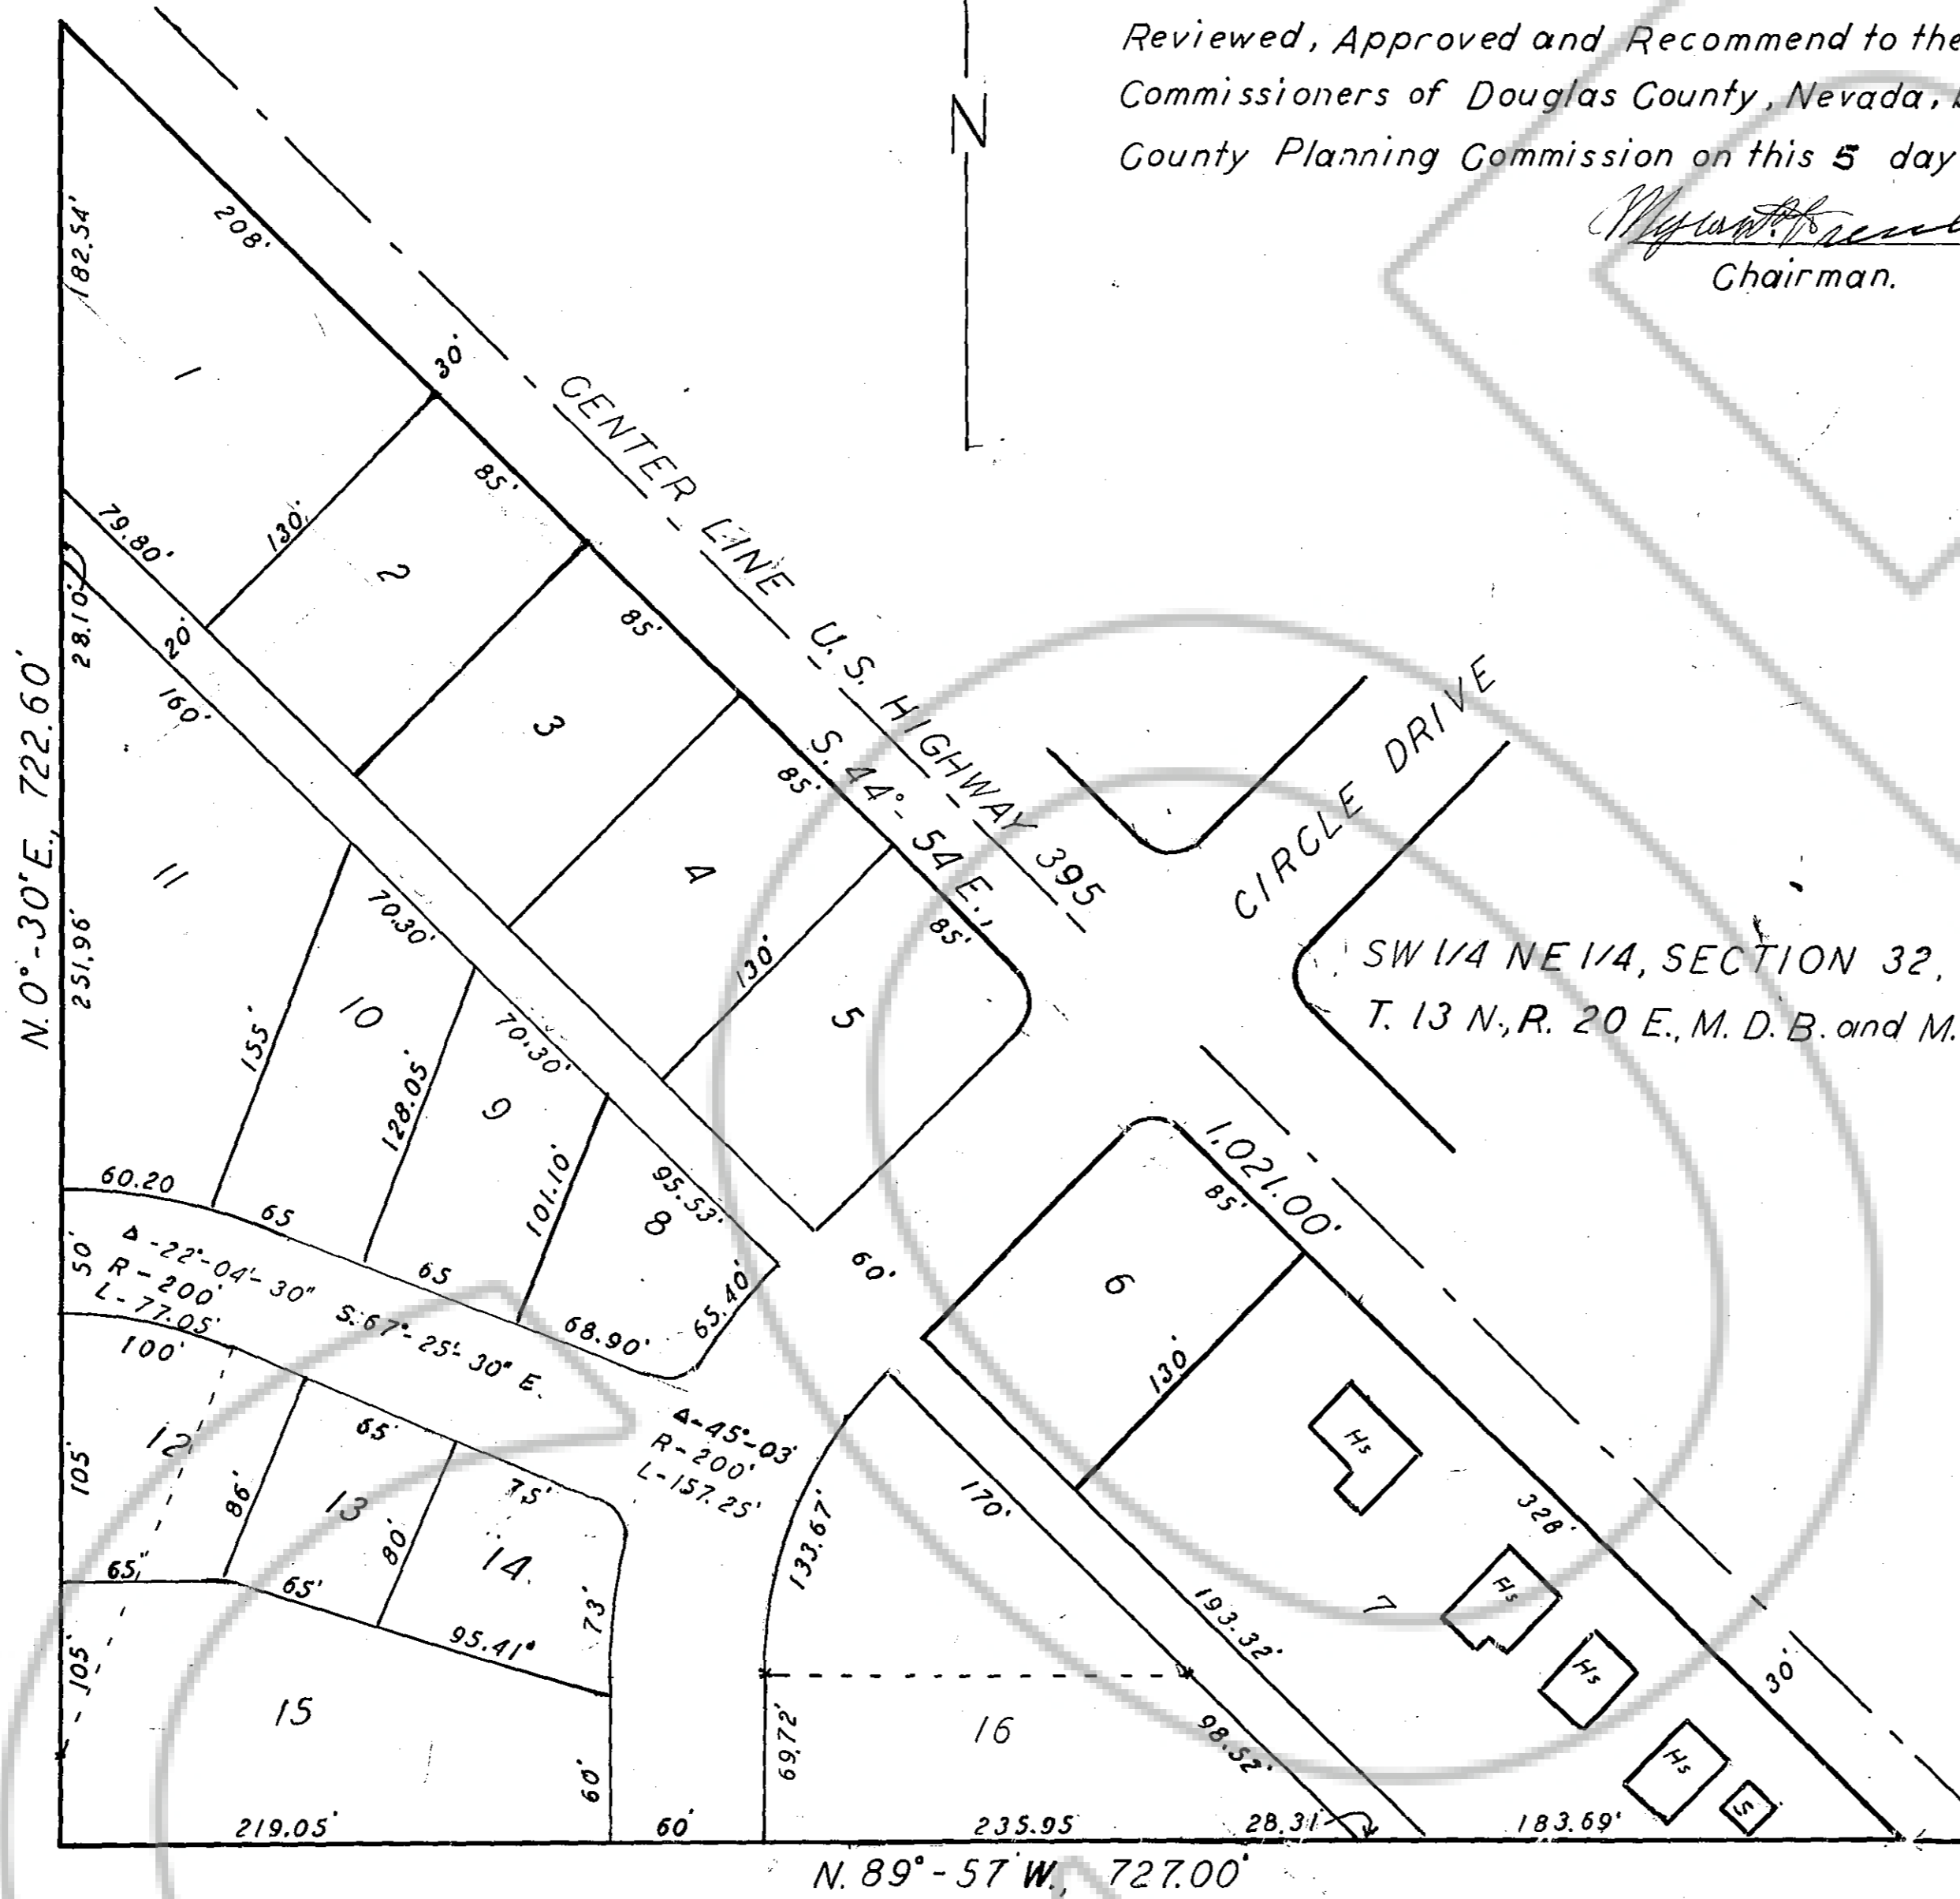 Reviewed, Approved and Recommend to the
Commissioners of Douglas County, Nevada,
County Planning Commission on this 5 day
Chairman.
N
182.54'
208'
30'
1
CENTER LINE U.S. HIGHWAY 395
85'
130'
2
79.80'
28.10'
20'
160'
85'
3
N. 0°-30' E., 722.60'
CIRCLE DRIVE
S. 44°- 54 E.,
85'
4
11
70.30'
85'
130'
5
251.96'
SW 1/4 NE 1/4, SECTION 32,
T. 13 N., R. 20 E., M. D. B. and M.
155'
10
128.05'
70.30'
9
101.10'
95.53'
8
1,021.00'
85'
60.20
65
65
68.90'
65.40'
60'
6
130'
50'
Δ -22°-04'-30"
R - 200'
L - 77.05'
S. 67°-25'-30" E.
100'
12
105'
65'
86'
13
75'
80'
14.
Δ-45°-03'
R-200'
L-157.25'
133.67'
170'
Hs
328'
65'
65'
95.41'
73'
193.32'
7
Hs
Hs
30'
105'
15
60'
69.72'
16
98.52'
Hs
S
219.05'
60'
235.95
28.31'
183.69'
N. 89°-57' W., 727.00'